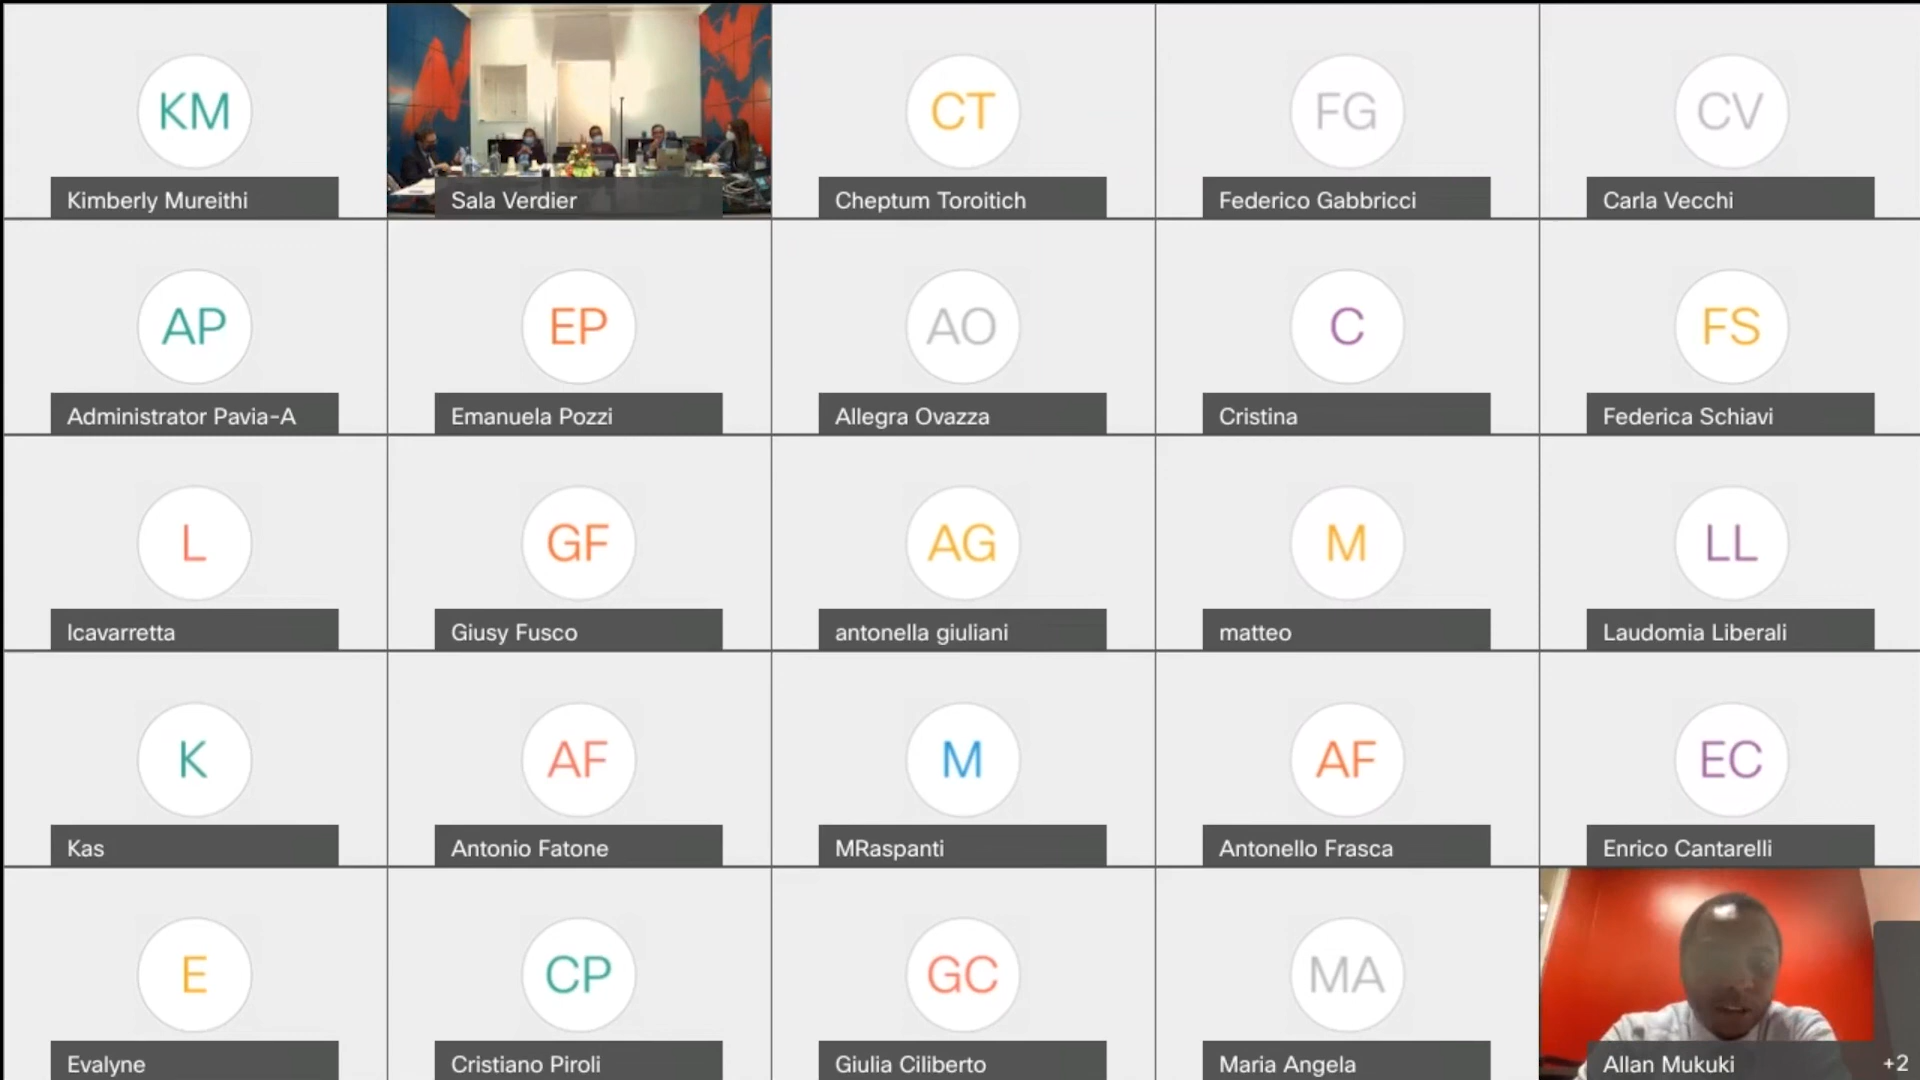 KM
Kimberly Mureithi
Sala Verdier
CT
Cheptum Toroitich
FG
Federico Gabbricci
CV
Carla Vecchi
AP
Administrator Pavia-A
EP
Emanuela Pozzi
AO
Allegra Ovazza
C
Cristina
FS
Federica Schiavi
L
lcavarretta
GF
Giusy Fusco
AG
antonella giuliani
M
matteo
LL
Laudomia Liberali
K
Kas
AF
Antonio Fatone
M
MRaspanti
AF
Antonello Frasca
EC
Enrico Cantarelli
E
Evalyne
CP
Cristiano Piroli
GC
Giulia Ciliberto
MA
Maria Angela
Allan Mukuki
+2